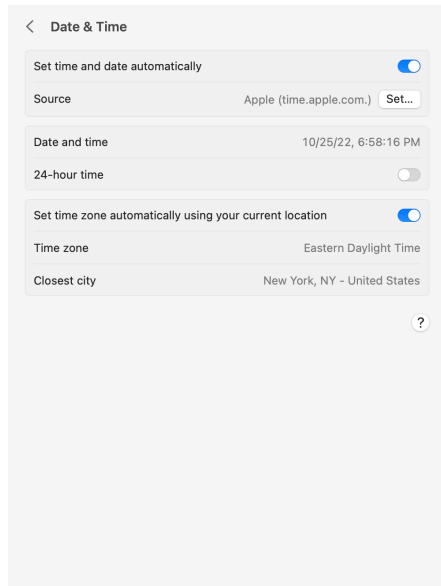 Date & Time
Set time and date automatically
Source Apple (time.apple.com.) Set...
Date and time 10/25/22, 6:58:16 PM
24-hour time
Set time zone automatically using your current location
Time zone Eastern Daylight Time
Closest city New York, NY - United States
?